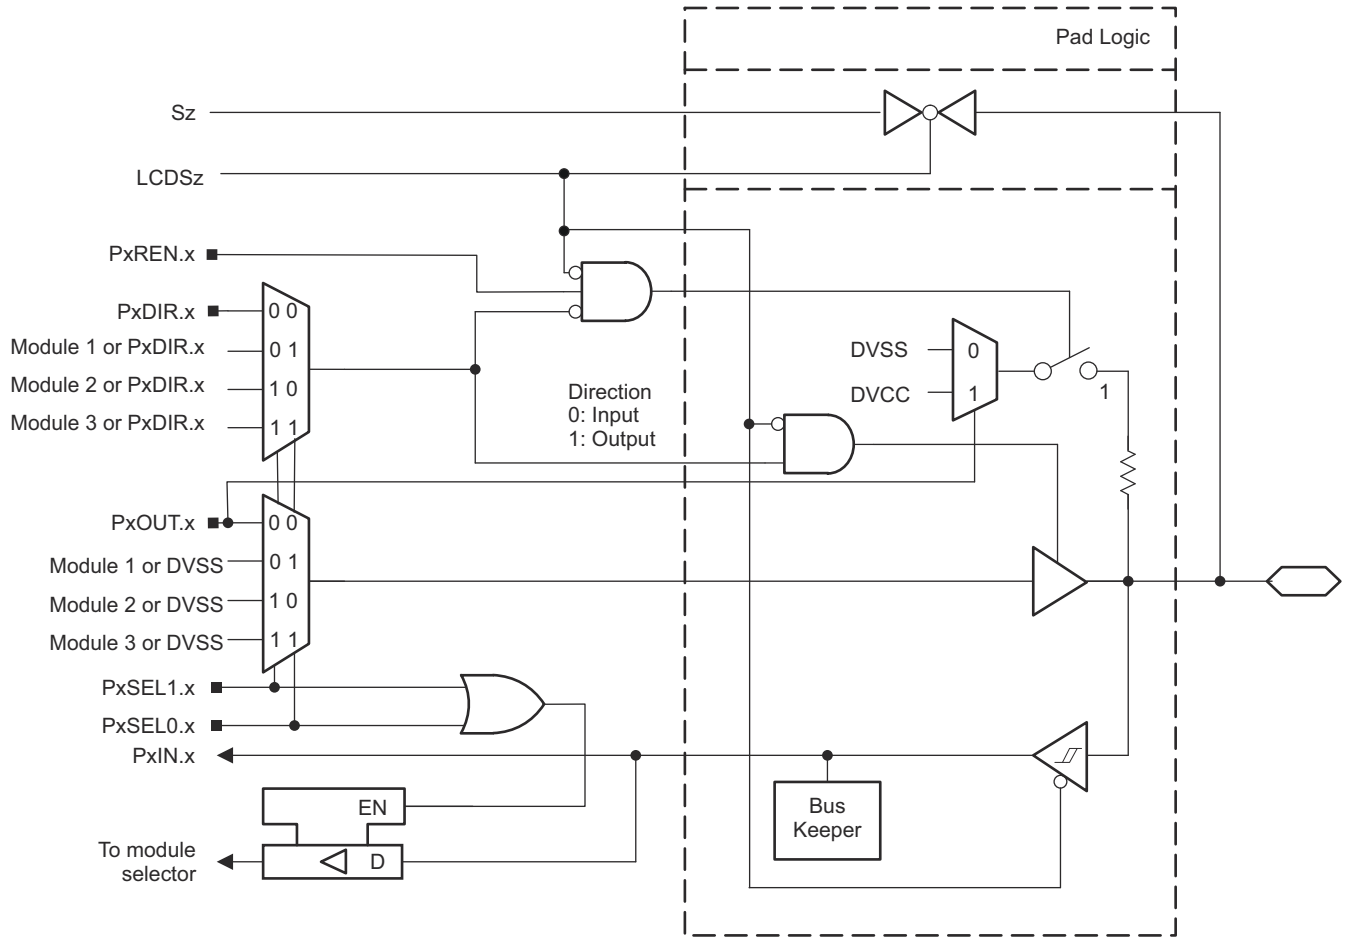 Pad Logic
Sz
LCDSz
PxREN.x
PxDIR.x
0 0
Module 1 or PxDIR.x
0 1
Module 2 or PxDIR.x
1 0
Module 3 or PxDIR.x
1 1
Direction
0: Input
1: Output
DVSS
0
DVCC
1
1
PxOUT.x
0 0
Module 1 or DVSS
0 1
Module 2 or DVSS
1 0
Module 3 or DVSS
1 1
PxSEL1.x
PxSEL0.x
PxIN.x
EN
Bus
Keeper
To module
selector
D